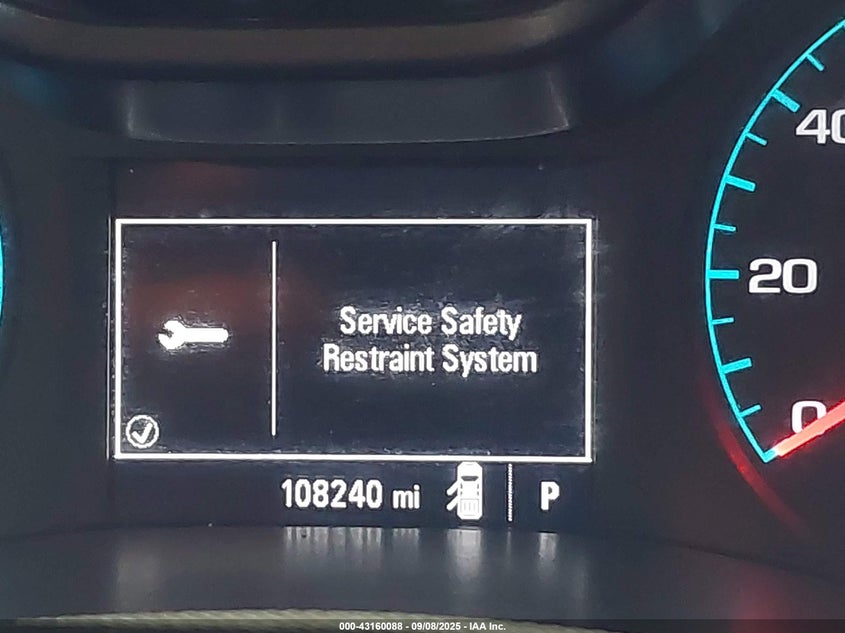 40
20
Service Safety
Restraint System
0
108240 mi
P
000-43160088 - 09/08/2025 - IAA Inc.